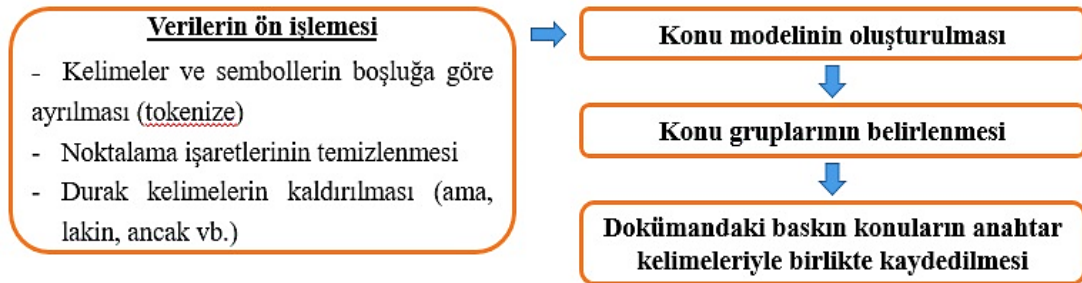 Verilerin ön işlemesi
- Kelimeler ve sembollerin boşluğa göre
ayrılması (tokenize)
- Noktalama işaretlerinin temizlenmesi
- Durak kelimelerin kaldırılması (ama,
lakin, ancak vb.)
Konu modelinin oluşturulması
Konu gruplarının belirlenmesi
Dokümandaki baskın konuların anahtar
kelimeleriyle birlikte kaydedilmesi